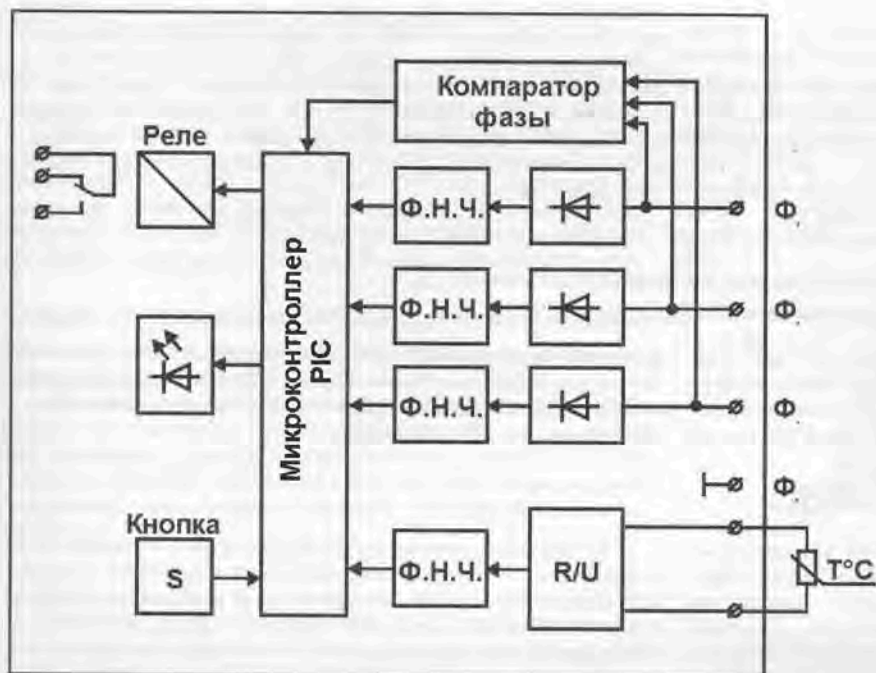 Компаратор
фазы
Реле
Ф.Н.Ч.
Ф
Ф.Н.Ч.
Микроконтроллер
PIC
Ф.Н.Ч.
Ф
Ф
Кнопка
S
Ф.Н.Ч.
R/U
T°C